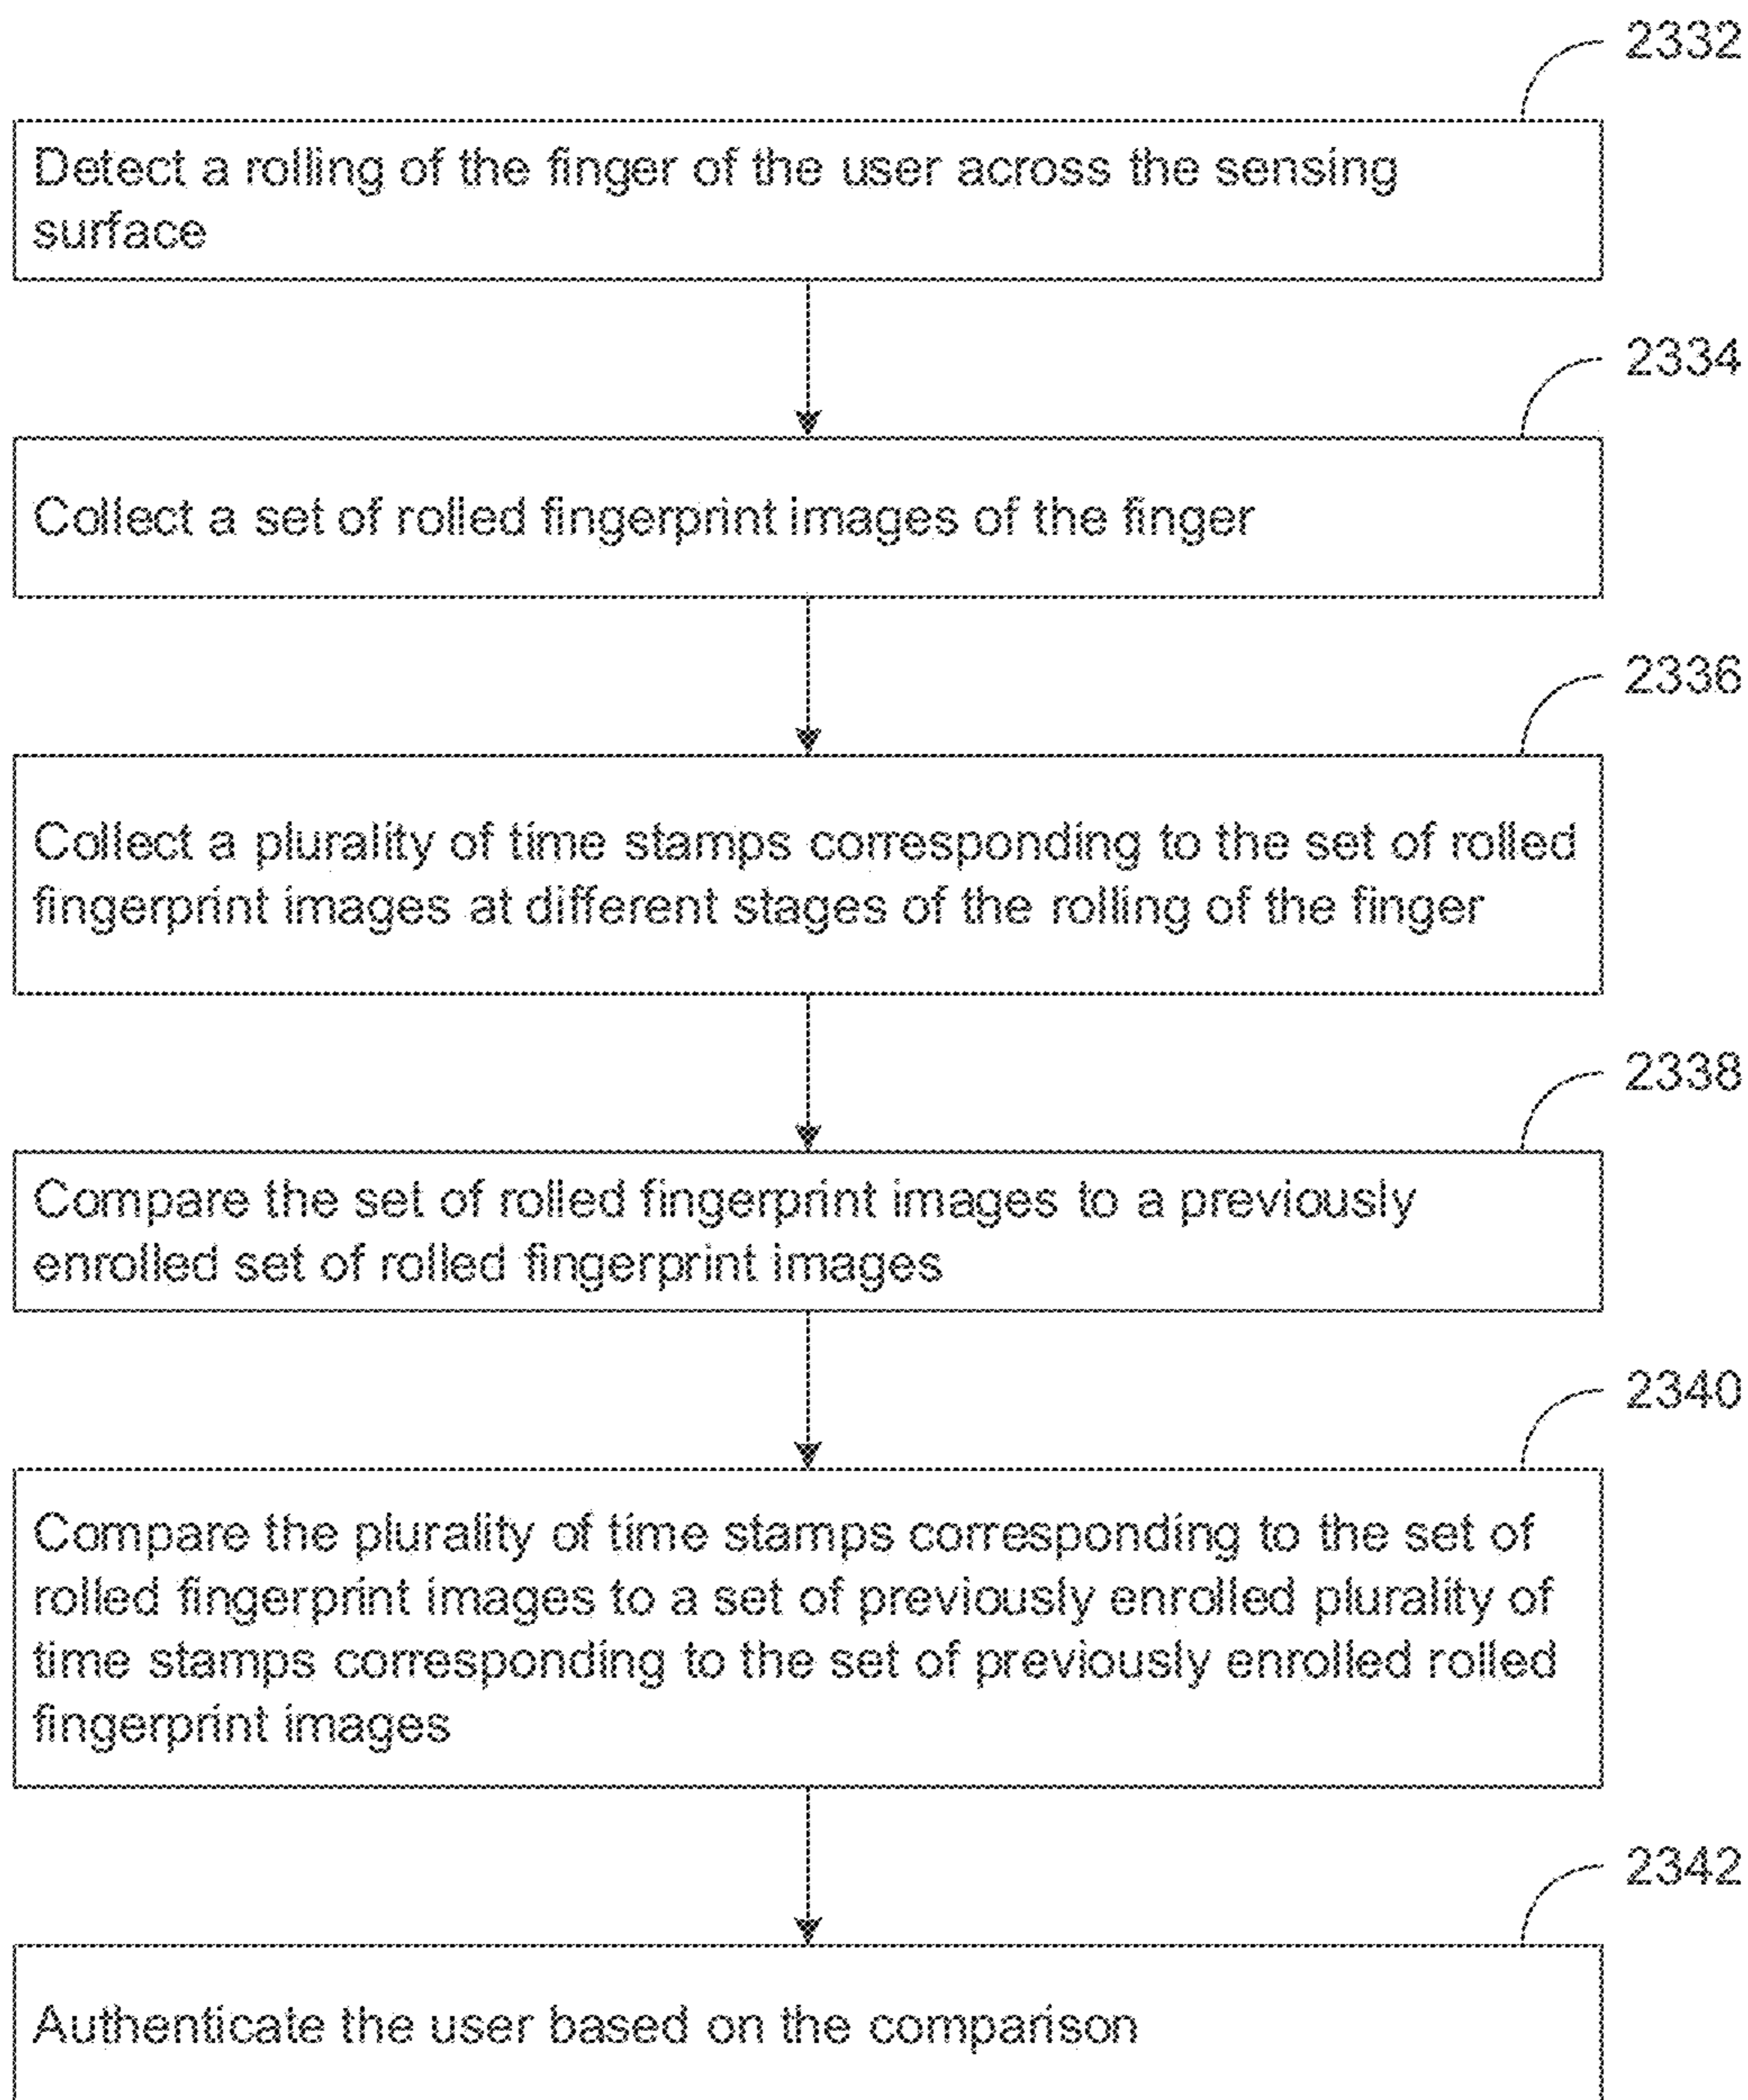 2332
Detect a rolling of the finger of the user across the sensing
surface
2334
Collect a set of rolled fingerprint images of the finger
2336
Collect a plurality of time stamps corresponding to the set of rolled
fingerprint images at different stages of the rolling of the finger
2338
Compare the set of rolled fingerprint images to a previously
enrolled set of rolled fingerprint images
2340
Compare the plurality of time stamps corresponding to the set of
rolled fingerprint images to a set of previously enrolled plurality of
time stamps corresponding to the set of previously enrolled rolled
fingerprint images
2342
Authenticate the user based on the comparison